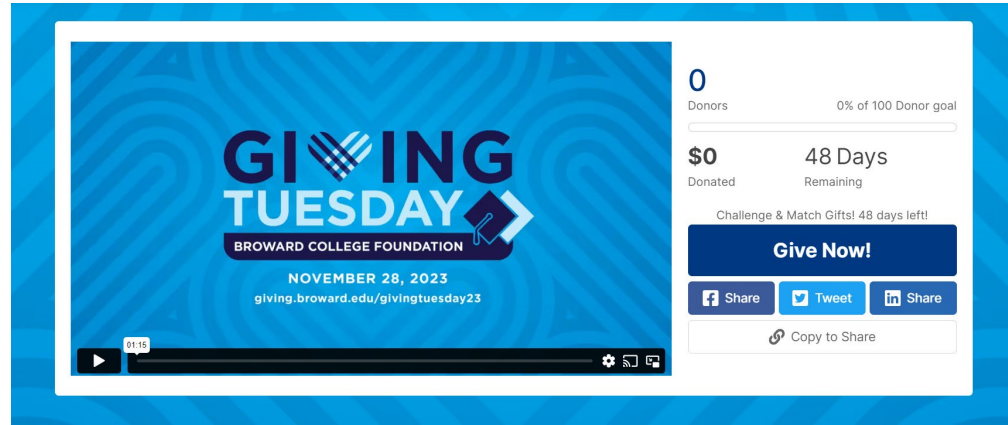 GIVING
TUESDAY
BROWARD COLLEGE FOUNDATION
NOVEMBER 28, 2023
giving.broward.edu/givingtuesday23
01:15
0
Donors 0% of 100 Donor goal
$0 48 Days
Donated Remaining
Challenge & Match Gifts! 48 days left!
Give Now!
Share Tweet Share
Copy to Share